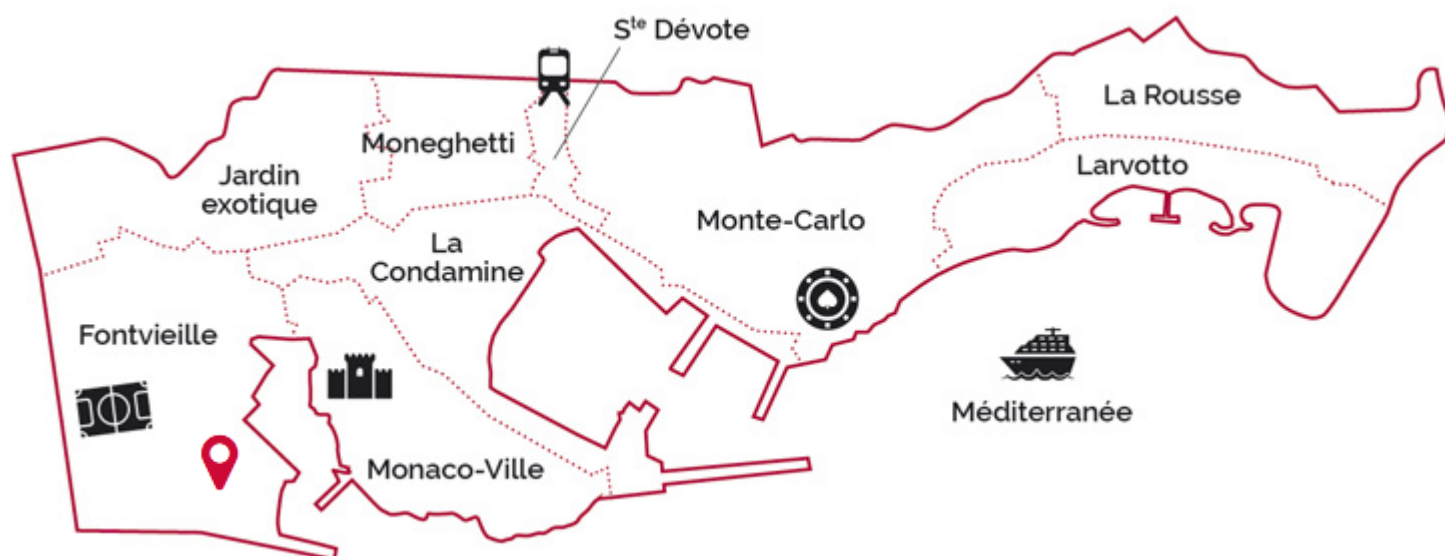 Sᵗᵉ Dévote
La Rousse
Moneghetti
Larvotto
Jardin
exotique
Monte-Carlo
La
Condamine
Fontvieille
Méditerranée
Monaco-Ville